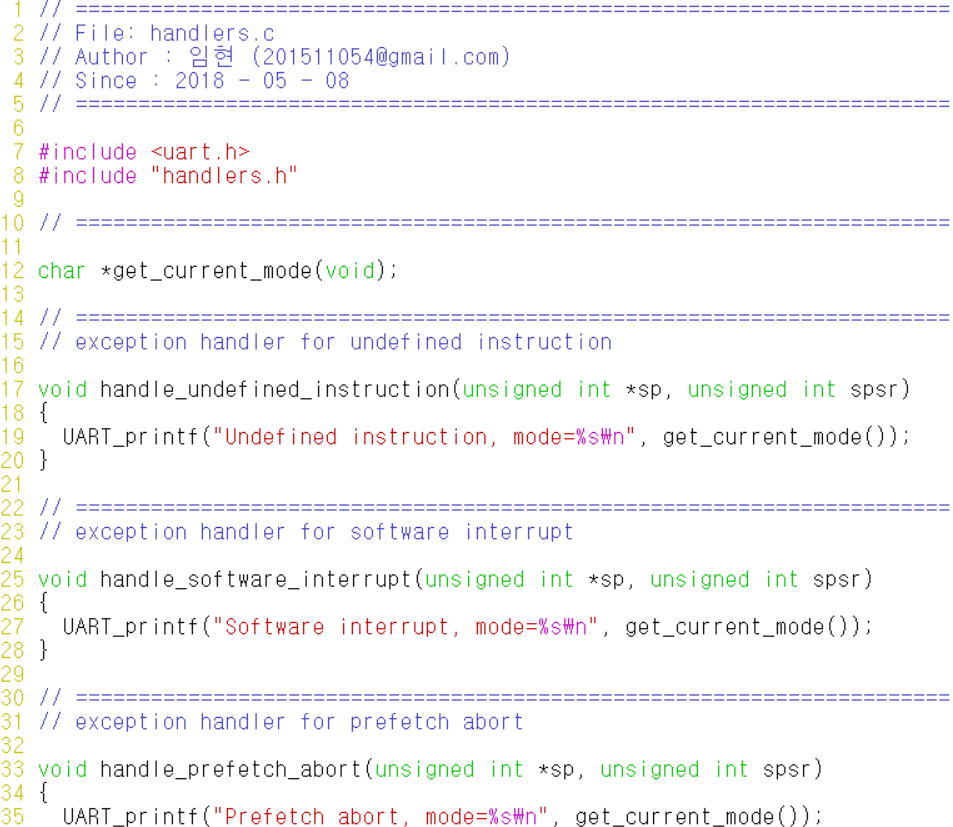 1 // ======================================================================
2 // File: handlers.c
3 // Author : 임현 (201511054@gmail.com)
4 // Since : 2018 - 05 - 08
5 // ======================================================================
6
7 #include <uart.h>
8 #include "handlers.h"
9
10 // ======================================================================
11
12 char *get_current_mode(void);
13
14 // ======================================================================
15 // exception handler for undefined instruction
16
17 void handle_undefined_instruction(unsigned int *sp, unsigned int spsr)
18 {
19   UART_printf("Undefined instruction, mode=%s₩n", get_current_mode());
20 }
21
22 // ======================================================================
23 // exception handler for software interrupt
24
25 void handle_software_interrupt(unsigned int *sp, unsigned int spsr)
26 {
27   UART_printf("Software interrupt, mode=%s₩n", get_current_mode());
28 }
29
30 // ======================================================================
31 // exception handler for prefetch abort
32
33 void handle_prefetch_abort(unsigned int *sp, unsigned int spsr)
34 {
35   UART_printf("Prefetch abort, mode=%s₩n", get_current_mode());